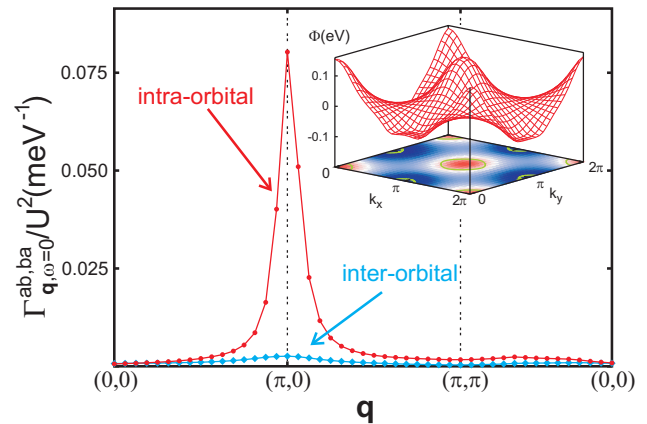 Φ(eV)
0.1
0
-0.1
0
π
2π
k_x
0
π
2π
k_y
intra-orbital
inter-orbital
Γ^{ab,ba}_{q,ω=0}/U^2(meV^{-1})
0.075
0.050
0.025
(0,0)
(π,0)
(π,π)
(0,0)
q